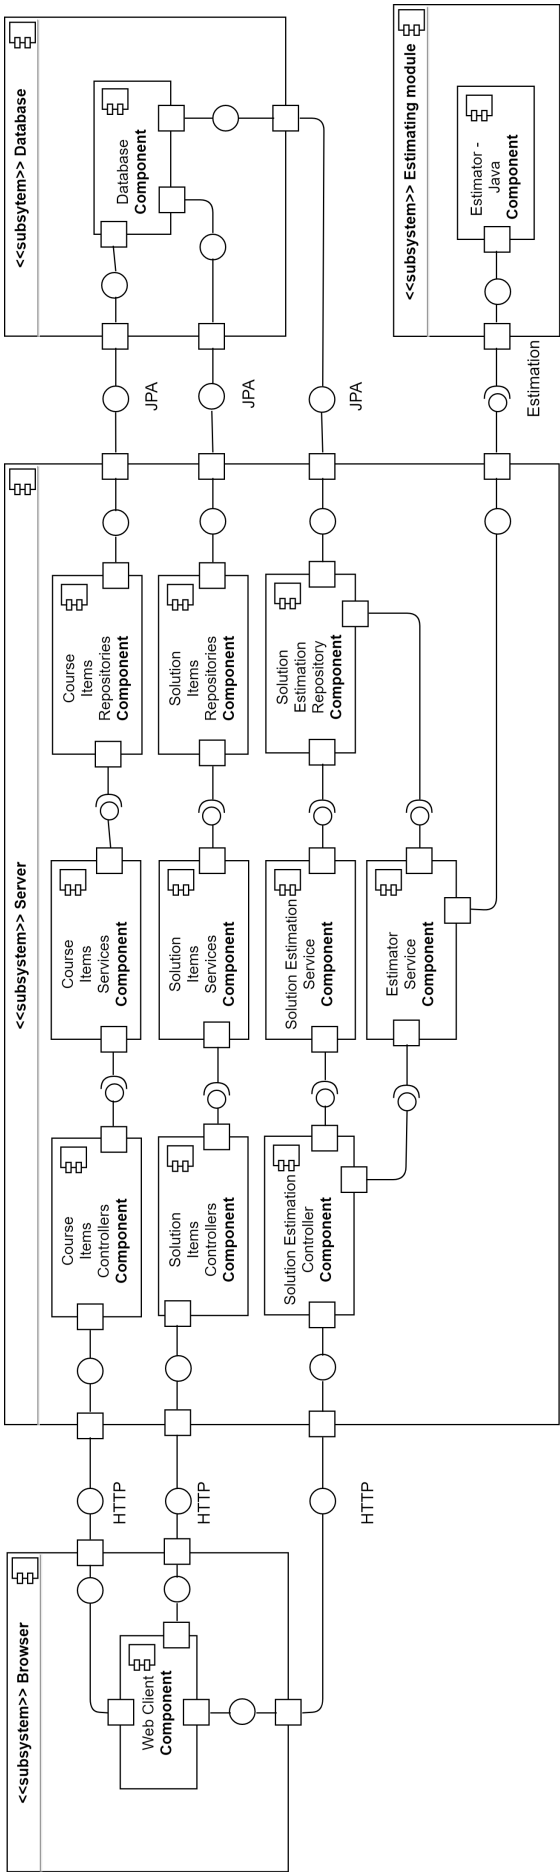 <<subsystem>> Browser
Web Client
Component
HTTP
HTTP
HTTP
<<subsystem>> Server
Course
Items
Controllers
Component
Solution
Items
Controllers
Component
Solution Estimation
Controller
Component
Course
Items
Services
Component
Solution
Items
Services
Component
Solution Estimation
Service
Component
Estimator
Service
Component
Course
Items
Repositories
Component
Solution
Items
Repositories
Component
Solution
Estimation
Repository
Component
JPA
JPA
JPA
Estimation
<<subsytem>> Database
Database
Component
<<subsystem>> Estimating module
Estimator -
Java
Component